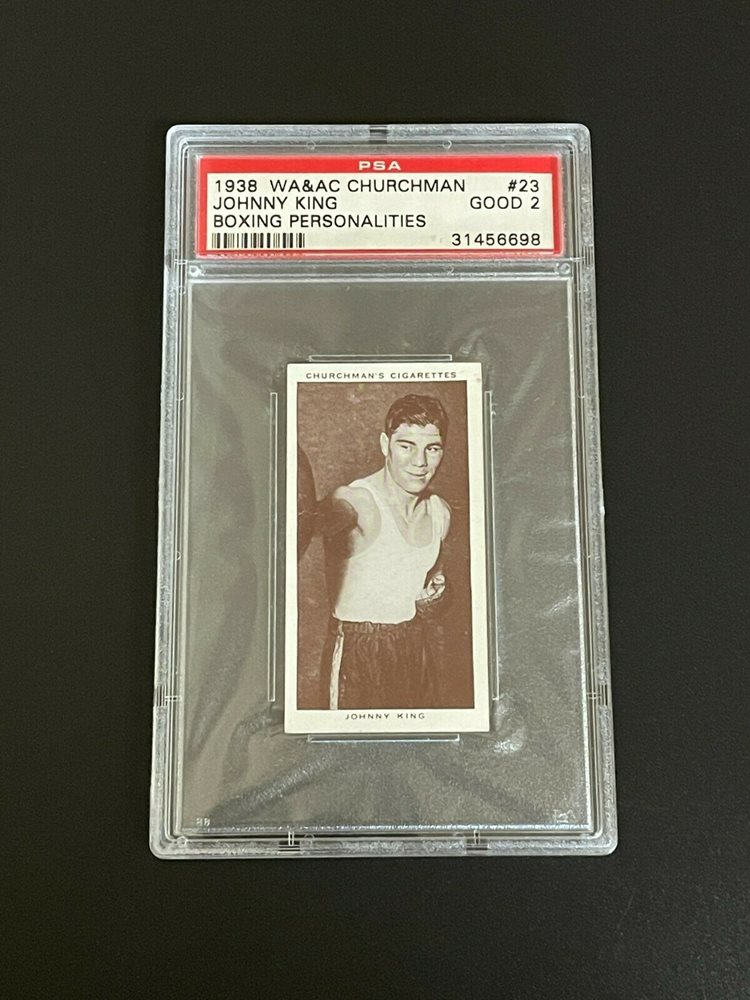 PSA
1938 WA&AC CHURCHMAN #23
JOHNNY KING GOOD 2
BOXING PERSONALITIES
31456698
CHURCHMAN'S CIGARETTES
JOHNNY KING